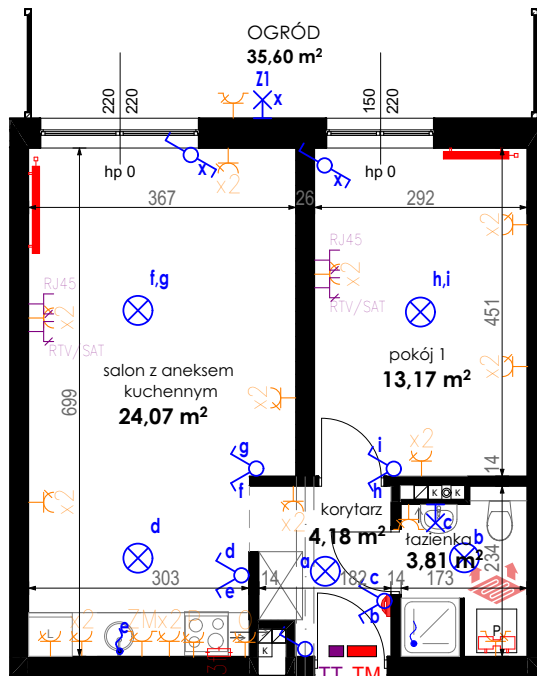 OGRÓD
35,60 m²
Z1
x
220
220
150
220
x
x
x2
hp 0
hp 0
367
26
292
x2
RJ45
x2
RTV/SAT
RJ45
x2
RTV/SAT
f,g
h,i
451
699
salon z aneksem
kuchennym
24,07 m²
pokój 1
13,17 m²
x2
x2
g
f
i
h
x2
14
x2
x2
K
K
korytarz
4,18 m²
c
łazienka
3,81 m²
b
234
d
d
e
a
c
b
303
14
182
14
173
L
x2
e
ZM
x2
O
K
P
TT
TM